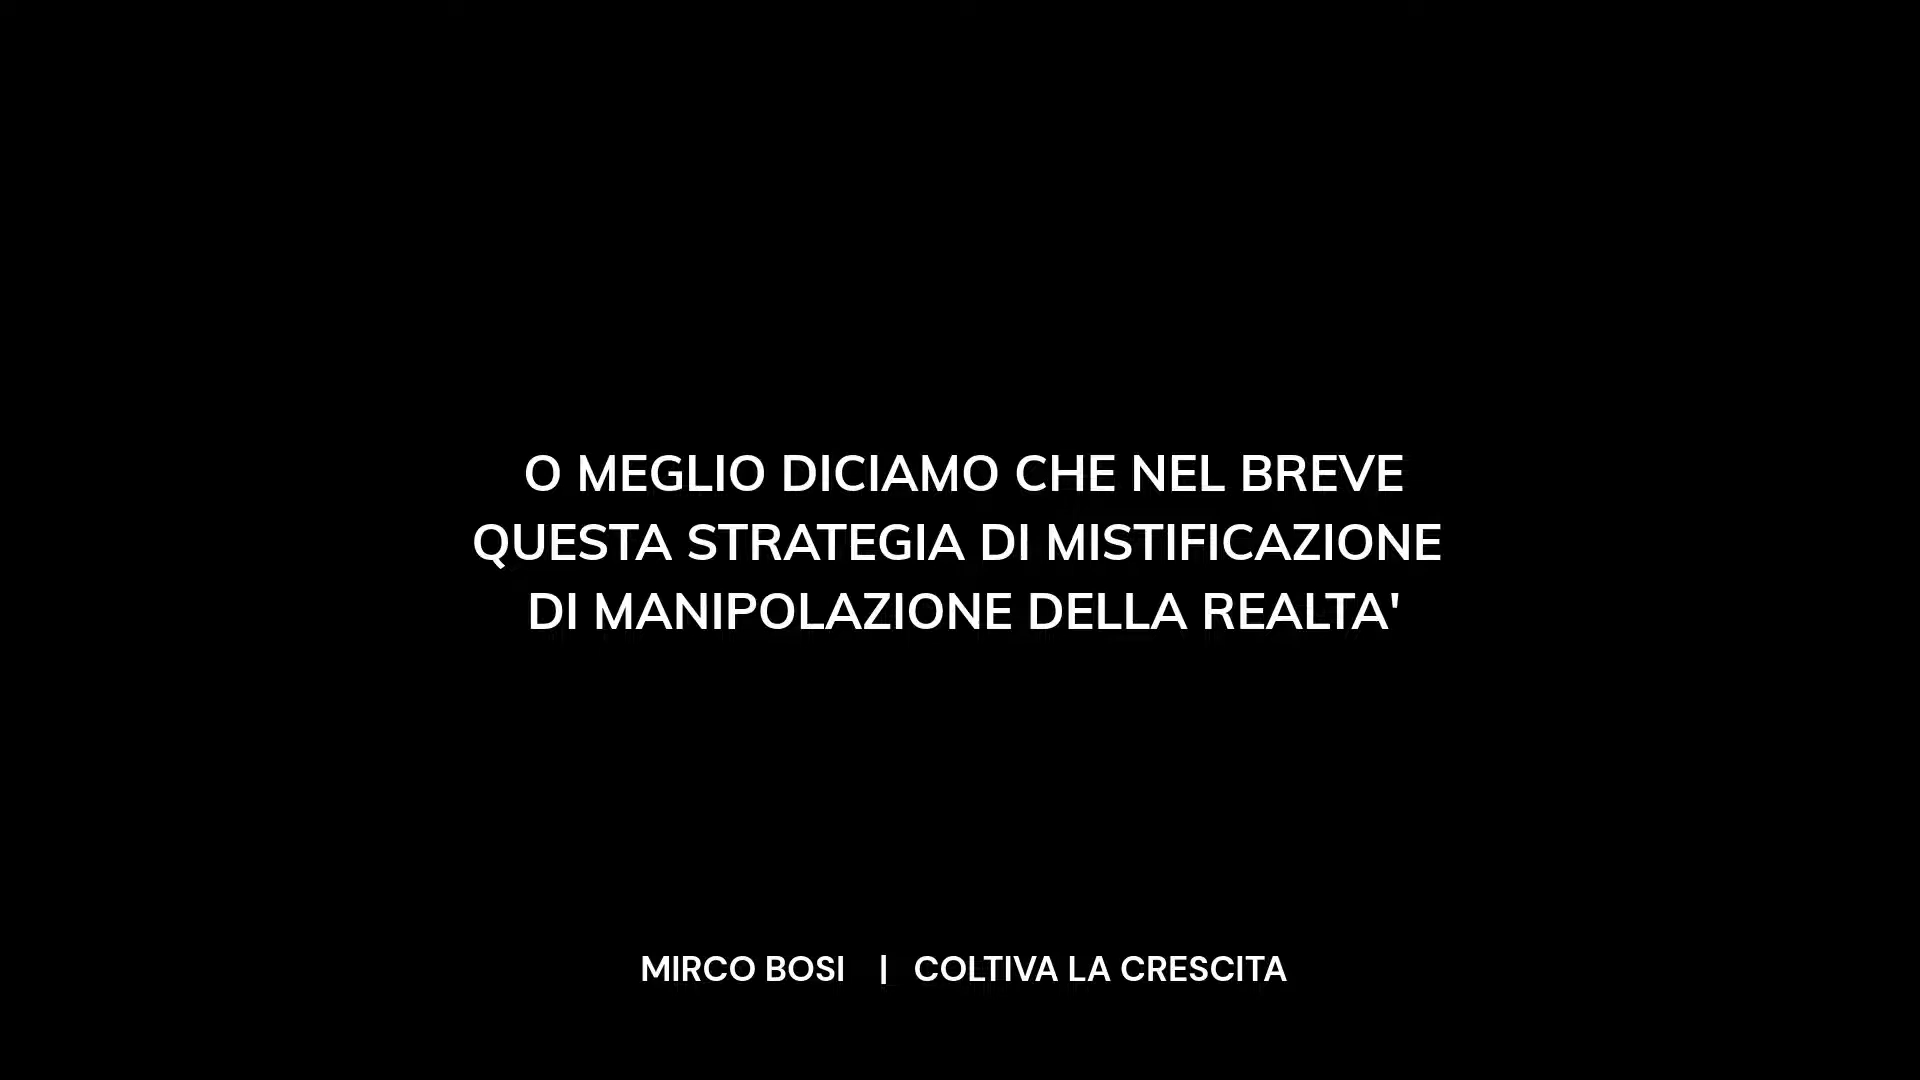 O MEGLIO DICIAMO CHE NEL BREVE
QUESTA STRATEGIA DI MISTIFICAZIONE
DI MANIPOLAZIONE DELLA REALTA'
MIRCO BOSI | COLTIVA LA CRESCITA